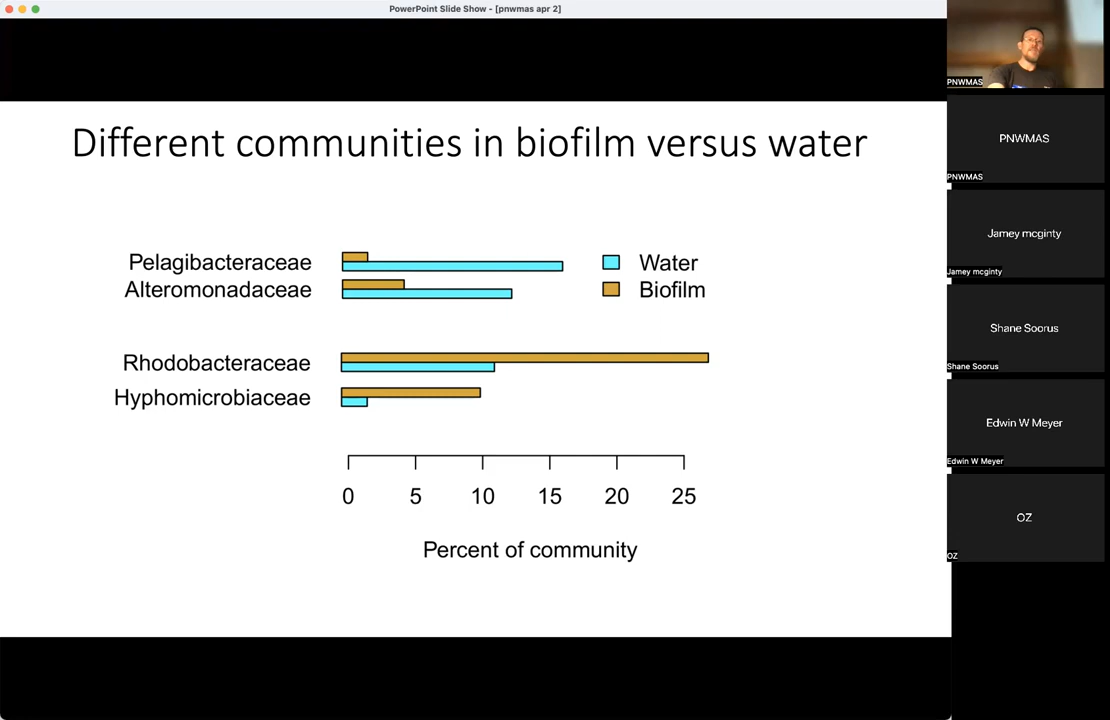 PowerPoint Slide Show - [pnwmas apr 2]
Different communities in biofilm versus water
Pelagibacteraceae
Alteromonadaceae
Water
Biofilm
Rhodobacteraceae
Hyphomicrobiaceae
0 5 10 15 20 25
Percent of community
PNWMAS
PNWMAS
PNWMAS
Jamey mcginty
Jamey mcginty
Shane Soorus
Shane Soorus
Edwin W Meyer
Edwin W Meyer
OZ
OZ